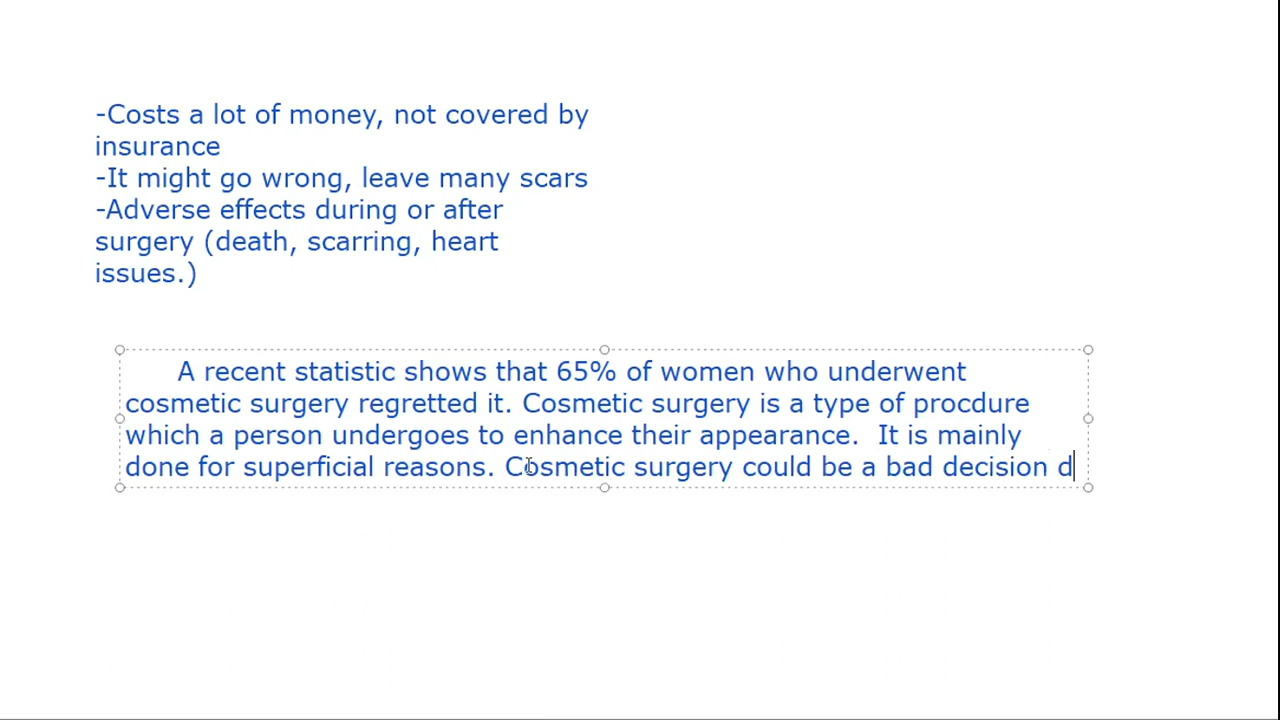 -Costs a lot of money, not covered by
insurance
-It might go wrong, leave many scars
-Adverse effects during or after
surgery (death, scarring, heart
issues.)
A recent statistic shows that 65% of women who underwent
cosmetic surgery regretted it. Cosmetic surgery is a type of procdure
which a person undergoes to enhance their appearance.  It is mainly
done for superficial reasons. Cosmetic surgery could be a bad decision d